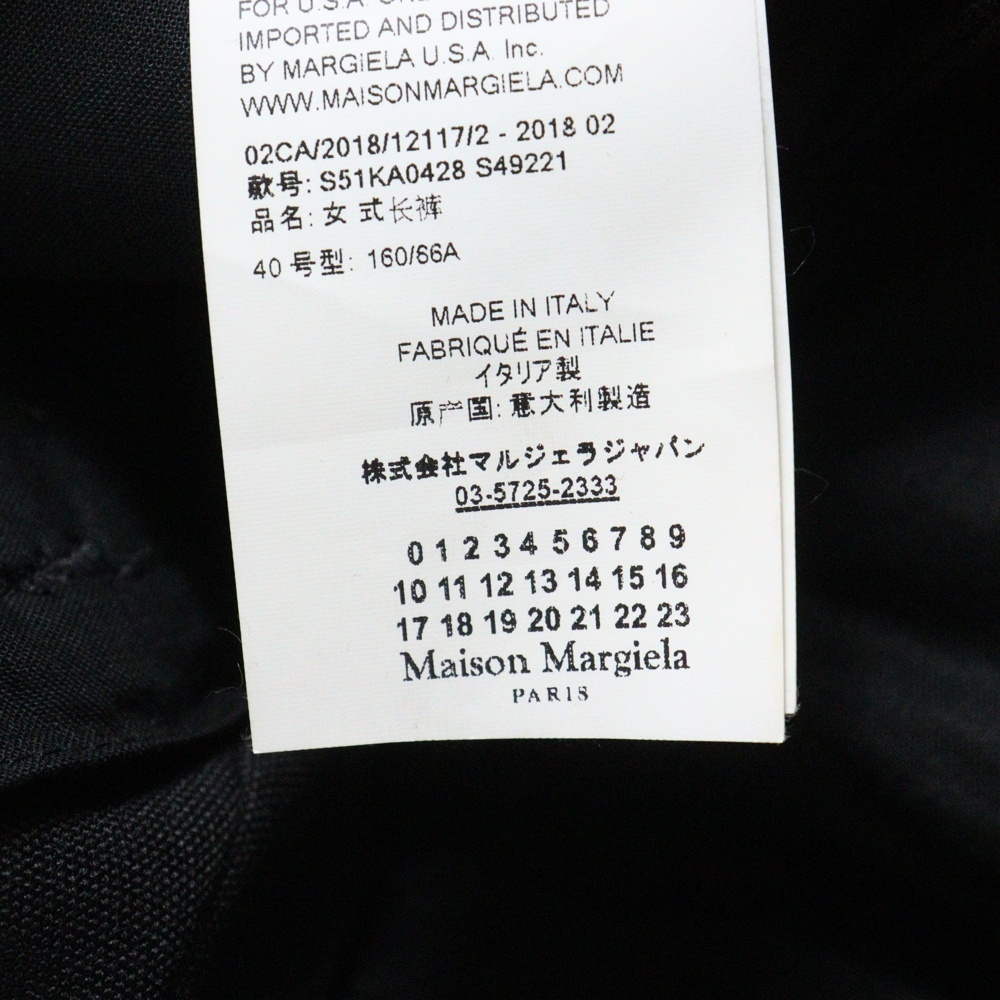 FOR U.S.A.
IMPORTED AND DISTRIBUTED
BY MARGIELA U.S.A. Inc.
WWW.MAISONMARGIELA.COM
02CA/2018/12117/2 - 2018 02
款号: S51KA0428 S49221
品名: 女 式长裤
40 号型: 160/66A
MADE IN ITALY
FABRIQUÉ EN ITALIE
イタリア製
原产国: 意大利製造
株式会社マルジェラジャパン
03-5725-2333
0 1 2 3 4 5 6 7 8 9
10 11 12 13 14 15 16
17 18 19 20 21 22 23
Maison Margiela
PARIS